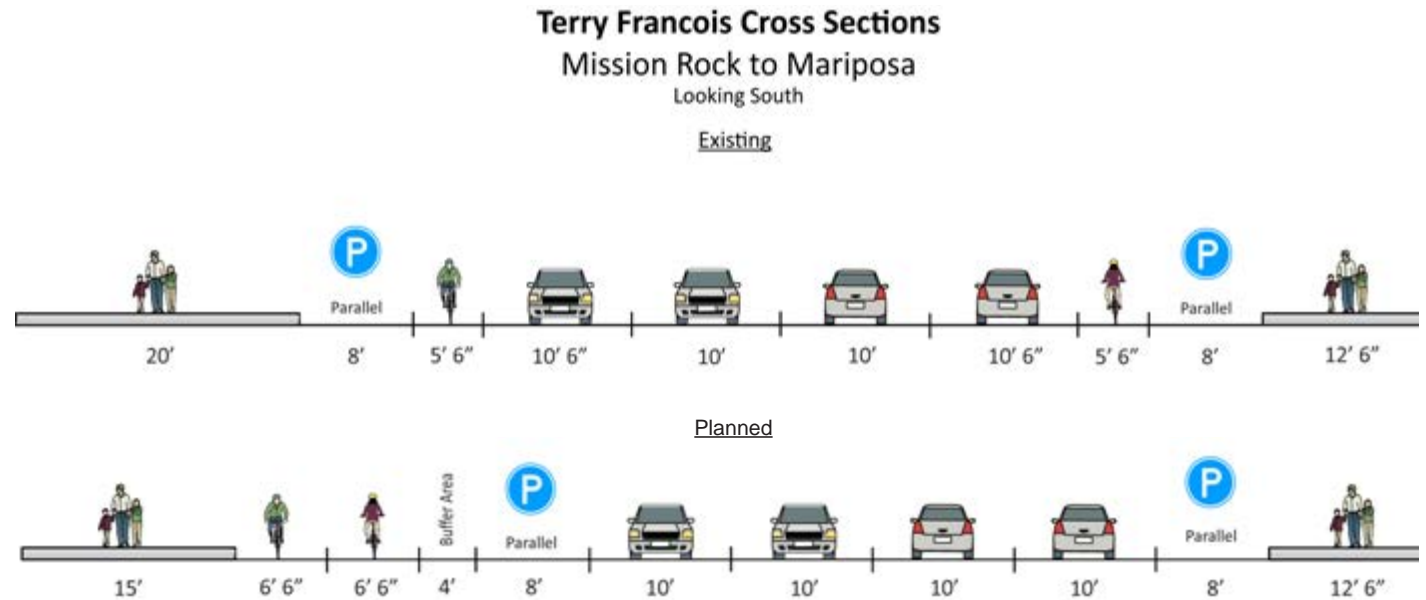 Terry Francois Cross Sections
Mission Rock to Mariposa
Looking South
Existing
P P
Parallel Parallel
20’ 8’ 5’ 6” 10’ 6” 10’ 10’ 10’ 6” 5’ 6” 8’ 12’ 6”
Planned
Buffer Area
P P
Parallel Parallel
15’ 6’ 6” 6’ 6” 4’ 8’ 10’ 10’ 10’ 10’ 8’ 12’ 6”